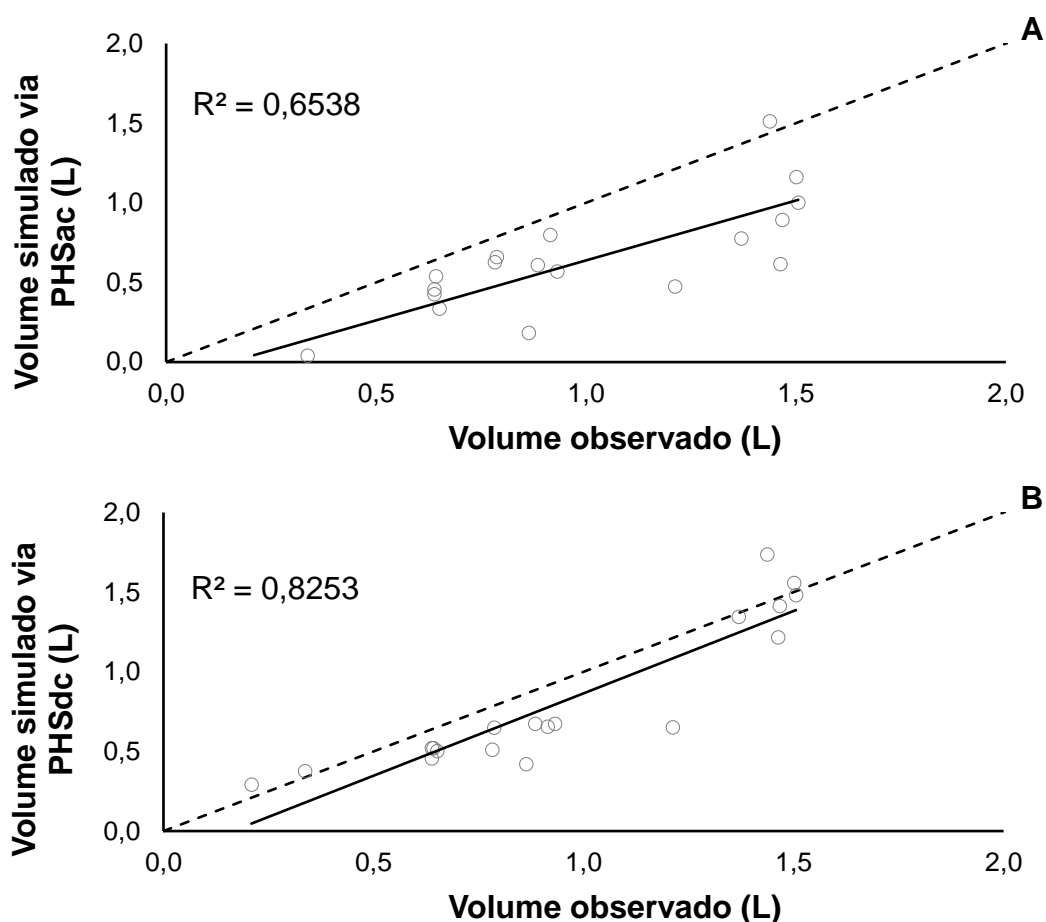 A
Volume simulado via
PHSac (L)
2,0
1,5
1,0
0,5
0,0
R² = 0,6538
0,0 0,5 1,0 1,5 2,0
Volume observado (L)
B
Volume simulado via
PHSdc (L)
2,0
1,5
1,0
0,5
0,0
R² = 0,8253
0,0 0,5 1,0 1,5 2,0
Volume observado (L)